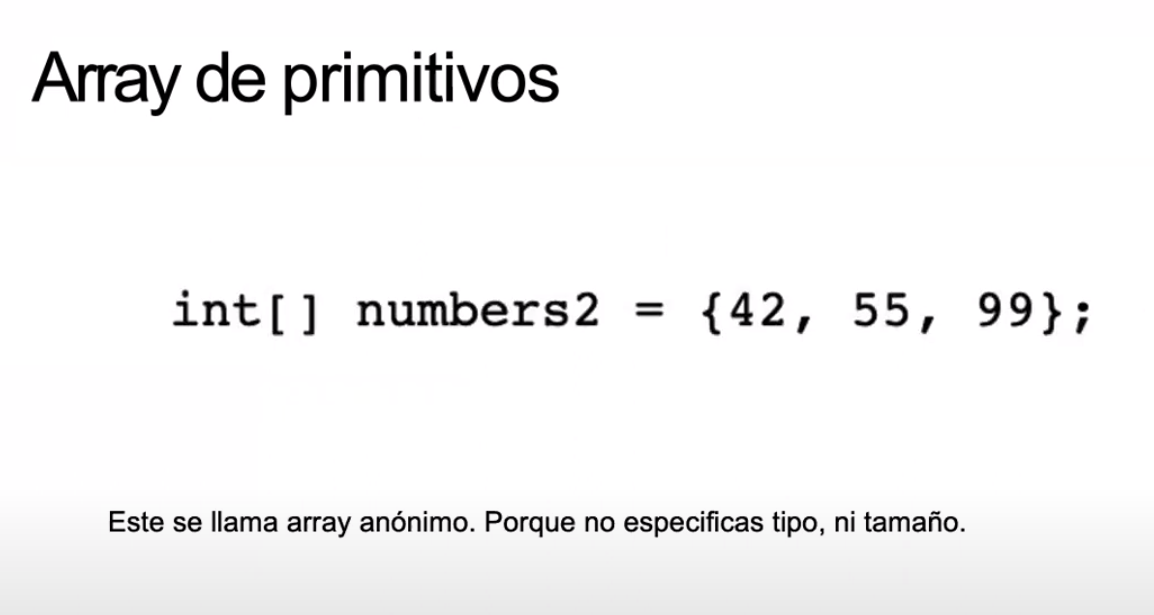 Array de primitivos
int[] numbers2 = {42, 55, 99};
Este se llama array anónimo. Porque no especificas tipo, ni tamaño.